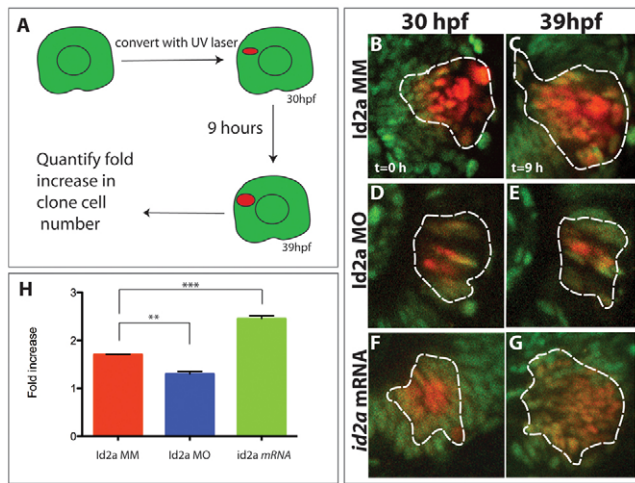 A
convert with UV laser
30hpf
9 hours
Quantify fold
increase in
clone cell
number
39hpf
H
***
**
Fold increase
3
2
1
0
Id2a MM
Id2a MO
id2a mRNA
30 hpf
39hpf
Id2a MM
B
t=0 h
C
t=9 h
Id2a MO
D
E
id2a mRNA
F
G